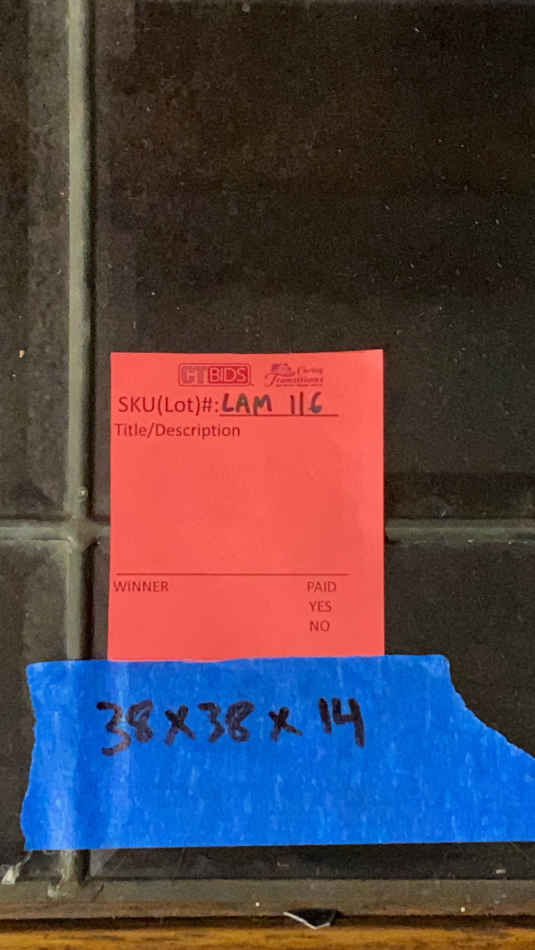 CTBIDS
Caring
Transitions
SKU(Lot)#: LAM 116
Title/Description
WINNER PAID
YES
NO
38 x 38 x 14